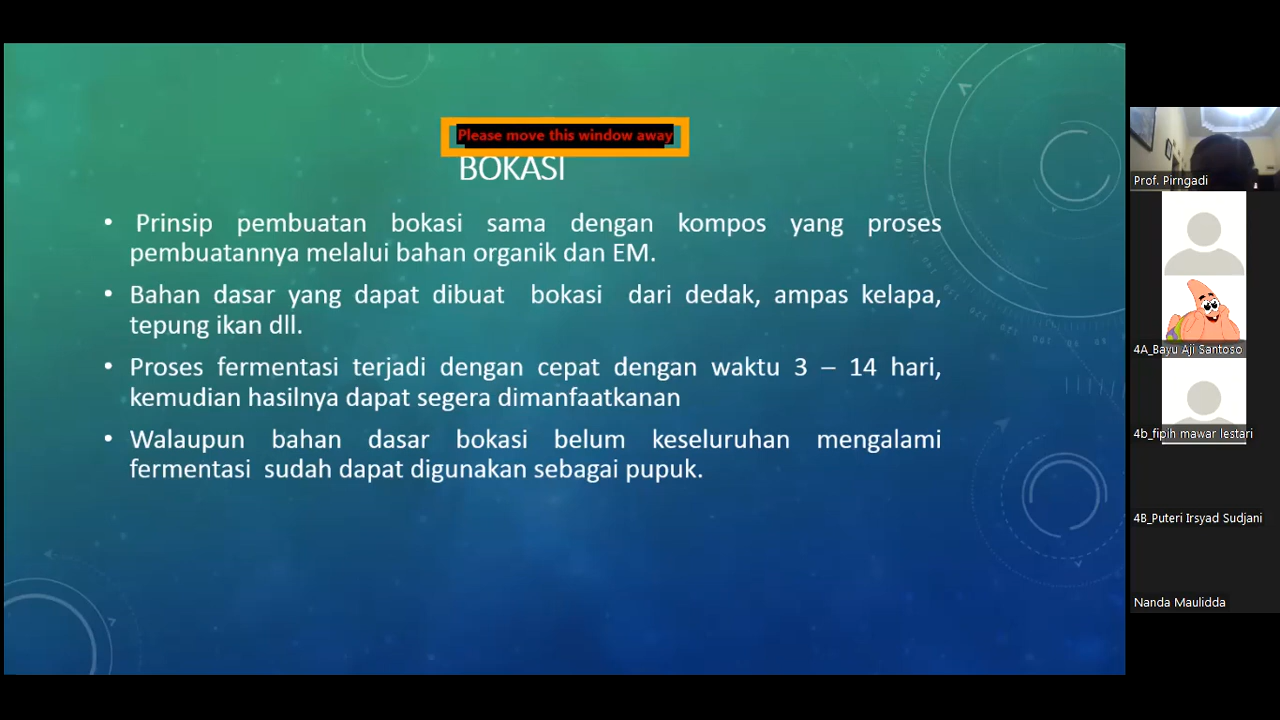 Please move this window away
BOKASI
• Prinsip pembuatan bokasi sama dengan kompos yang proses
pembuatannya melalui bahan organik dan EM.
• Bahan dasar yang dapat dibuat bokasi dari dedak, ampas kelapa,
tepung ikan dll.
• Proses fermentasi terjadi dengan cepat dengan waktu 3 – 14 hari,
kemudian hasilnya dapat segera dimanfaatkanan
• Walaupun bahan dasar bokasi belum keseluruhan mengalami
fermentasi sudah dapat digunakan sebagai pupuk.
Prof. Pirngadi
4A_Bayu Aji Santoso
4b_fipih mawar lestari
4B_Puteri Irsyad Sudjani
Nanda Maulidda